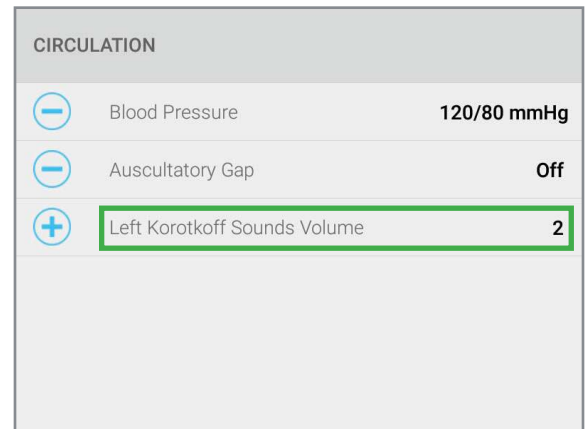 CIRCULATION
Blood Pressure 120/80 mmHg
Auscultatory Gap Off
Left Korotkoff Sounds Volume 2